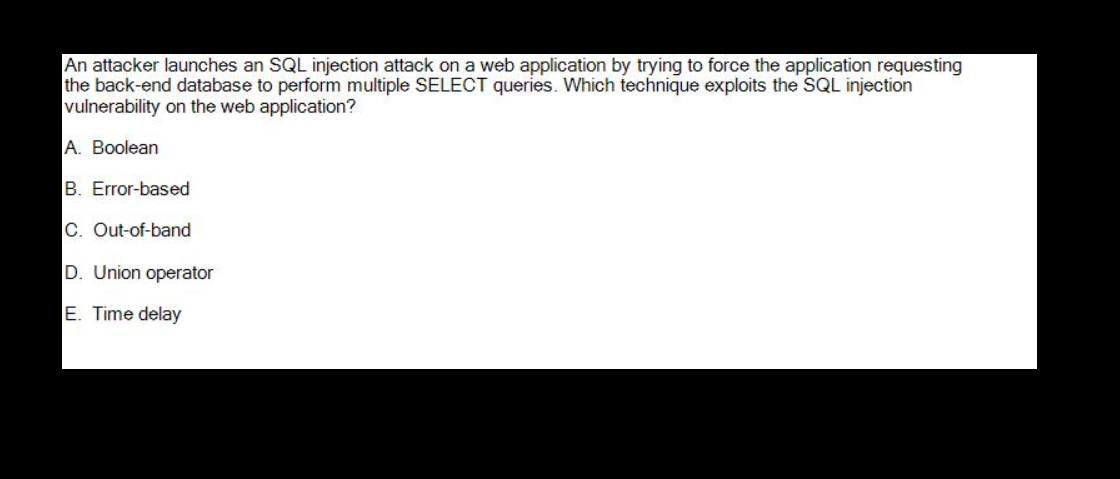 An attacker launches an SQL injection attack on a web application by trying to force the application requesting
the back-end database to perform multiple SELECT queries. Which technique exploits the SQL injection
vulnerability on the web application?
A. Boolean
B. Error-based
C. Out-of-band
D. Union operator
E. Time delay